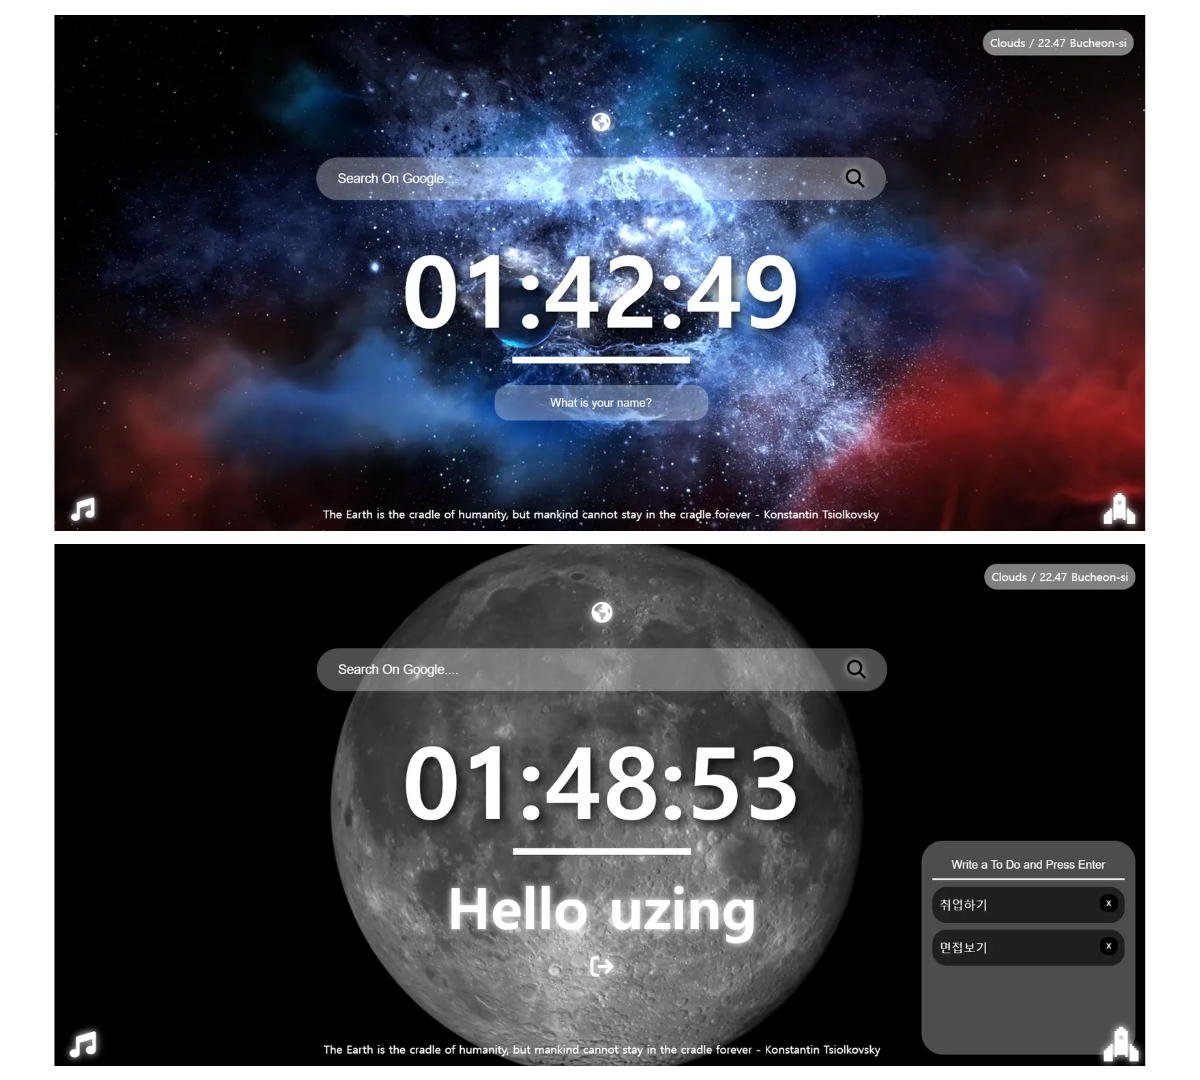 Clouds / 22.47 Bucheon-si
Search On Google....
01:42:49
What is your name?
The Earth is the cradle of humanity, but mankind cannot stay in the cradle forever - Konstantin Tsiolkovsky
Clouds / 22.47 Bucheon-si
Search On Google....
01:48:53
Hello uzing
Write a To Do and Press Enter
취업하기 x
면접보기 x
The Earth is the cradle of humanity, but mankind cannot stay in the cradle forever - Konstantin Tsiolkovsky